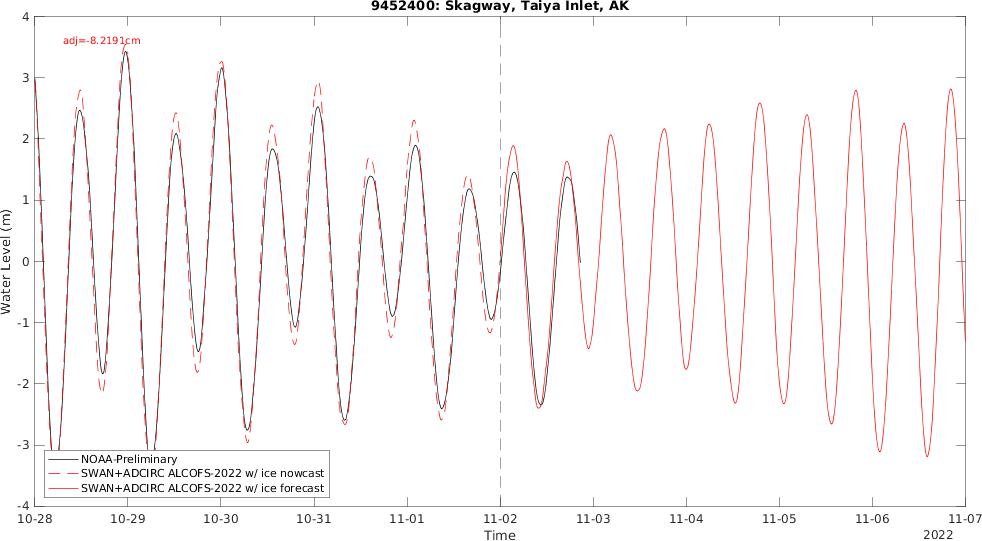 9452400: Skagway, Taiya Inlet, AK
adj=-8.2191cm
4
3
2
1
0
-1
-2
-3
-4
Water Level (m)
NOAA-Preliminary
SWAN+ADCIRC ALCOFS-2022 w/ ice nowcast
SWAN+ADCIRC ALCOFS-2022 w/ ice forecast
10-28 10-29 10-30 10-31 11-01 11-02 11-03 11-04 11-05 11-06 11-07
Time
2022